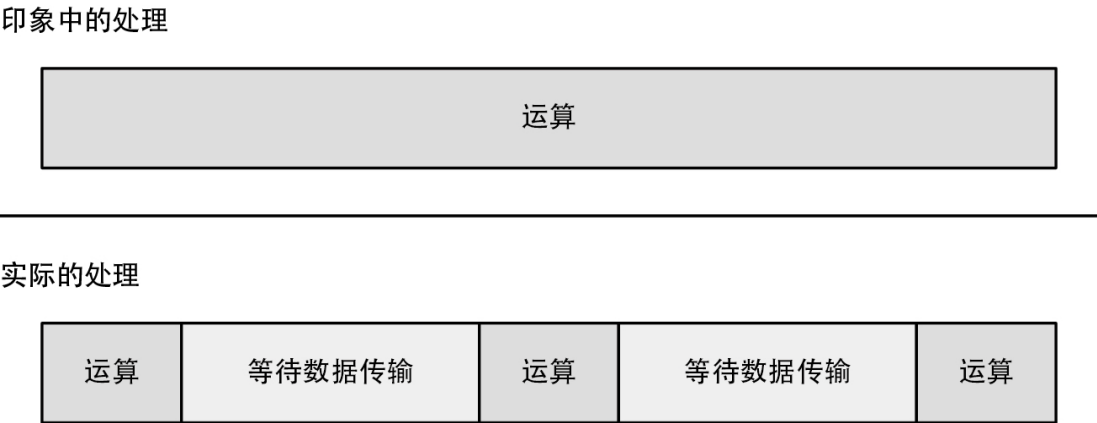 印象中的处理
运算
实际的处理
运算 等待数据传输 运算 等待数据传输 运算